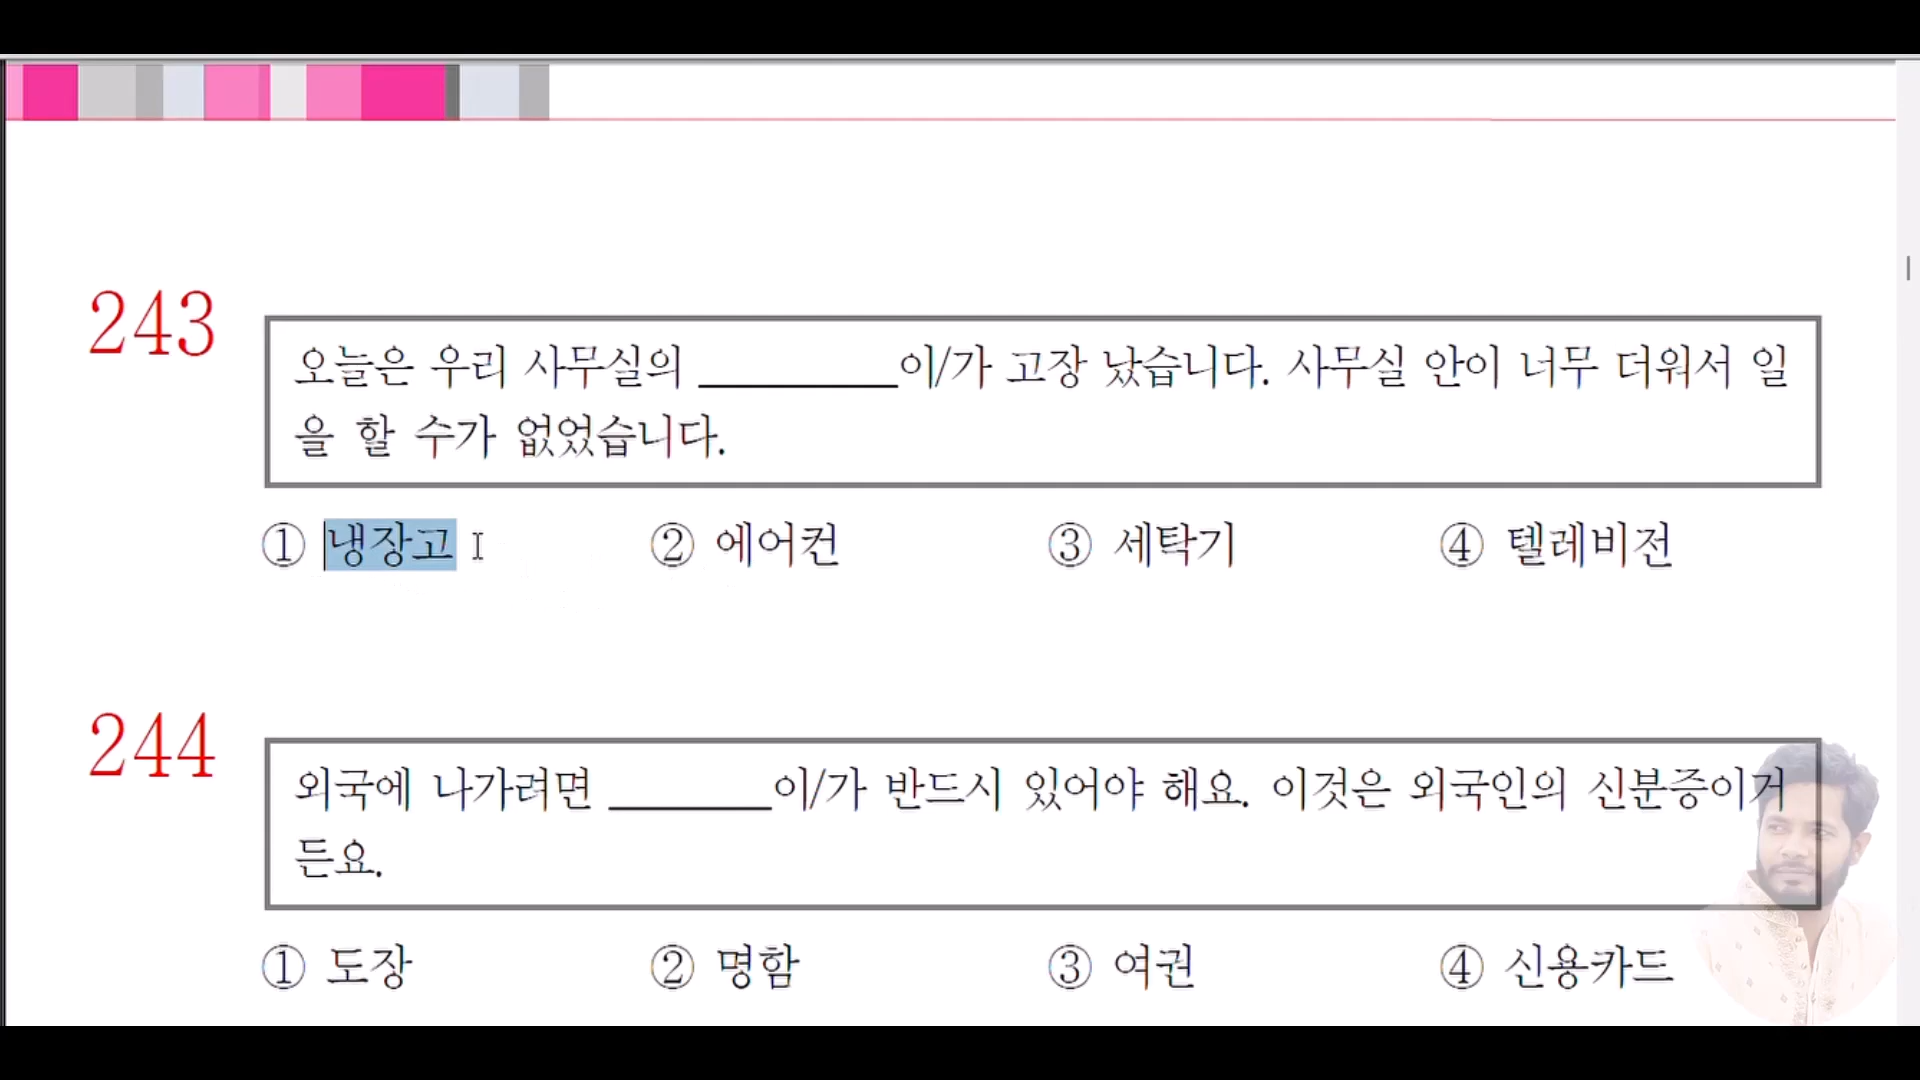 243
오늘은 우리 사무실의 __________이/가 고장 났습니다. 사무실 안이 너무 더워서 일
을 할 수가 없었습니다.
① 냉장고 ② 에어컨 ③ 세탁기 ④ 텔레비전
244
외국에 나가려면 ________이/가 반드시 있어야 해요. 이것은 외국인의 신분증이거
든요.
① 도장 ② 명함 ③ 여권 ④ 신용카드